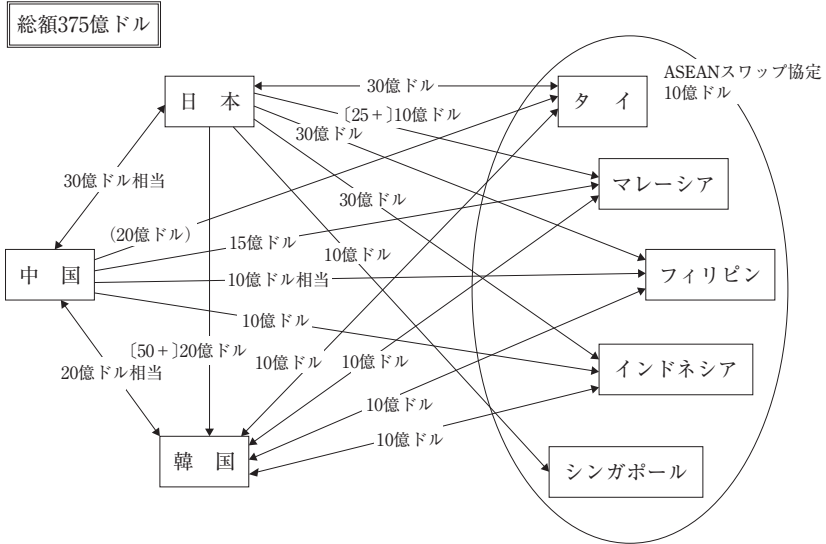 総額375億ドル
ASEANスワップ協定
10億ドル
30億ドル
日 本
タ イ
〔25+〕10億ドル
30億ドル
マレーシア
30億ドル相当
30億ドル
(20億ドル)
15億ドル
10億ドル
中 国
10億ドル相当
フィリピン
10億ドル
〔50+〕20億ドル
10億ドル
10億ドル
20億ドル相当
インドネシア
10億ドル
10億ドル
韓 国
シンガポール